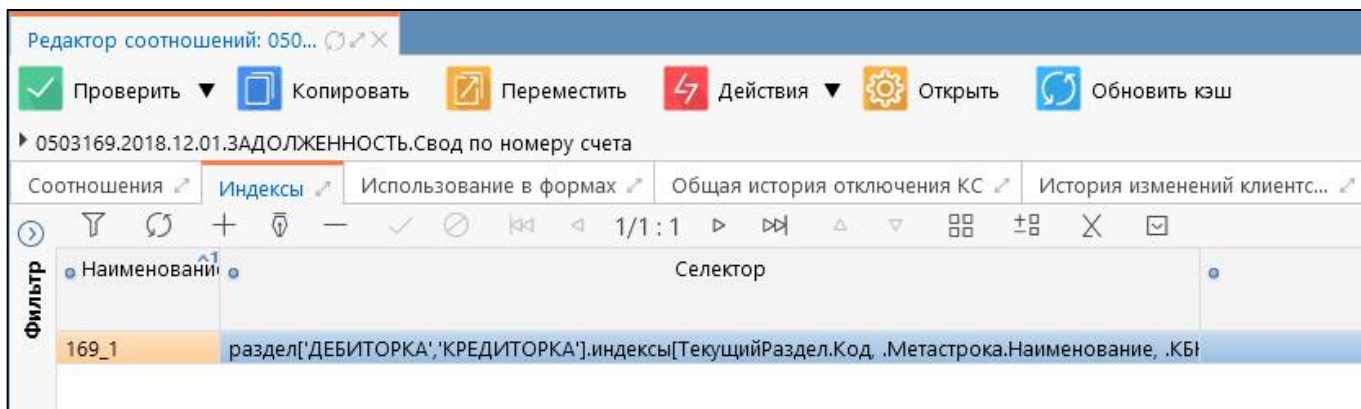 Редактор соотношений: 050...
Проверить Копировать Переместить Действия Открыть Обновить кэш
0503169.2018.12.01.ЗАДОЛЖЕННОСТЬ.Свод по номеру счета
Соотношения Индексы Использование в формах Общая история отключения КС История изменений клиентс...
1/1 : 1
Фильтр
Наименовани 1 Селектор
169_1 раздел['ДЕБИТОРКА','КРЕДИТОРКА'].индексы[ТекущийРаздел.Код, .Метастрока.Наименование, .КБ